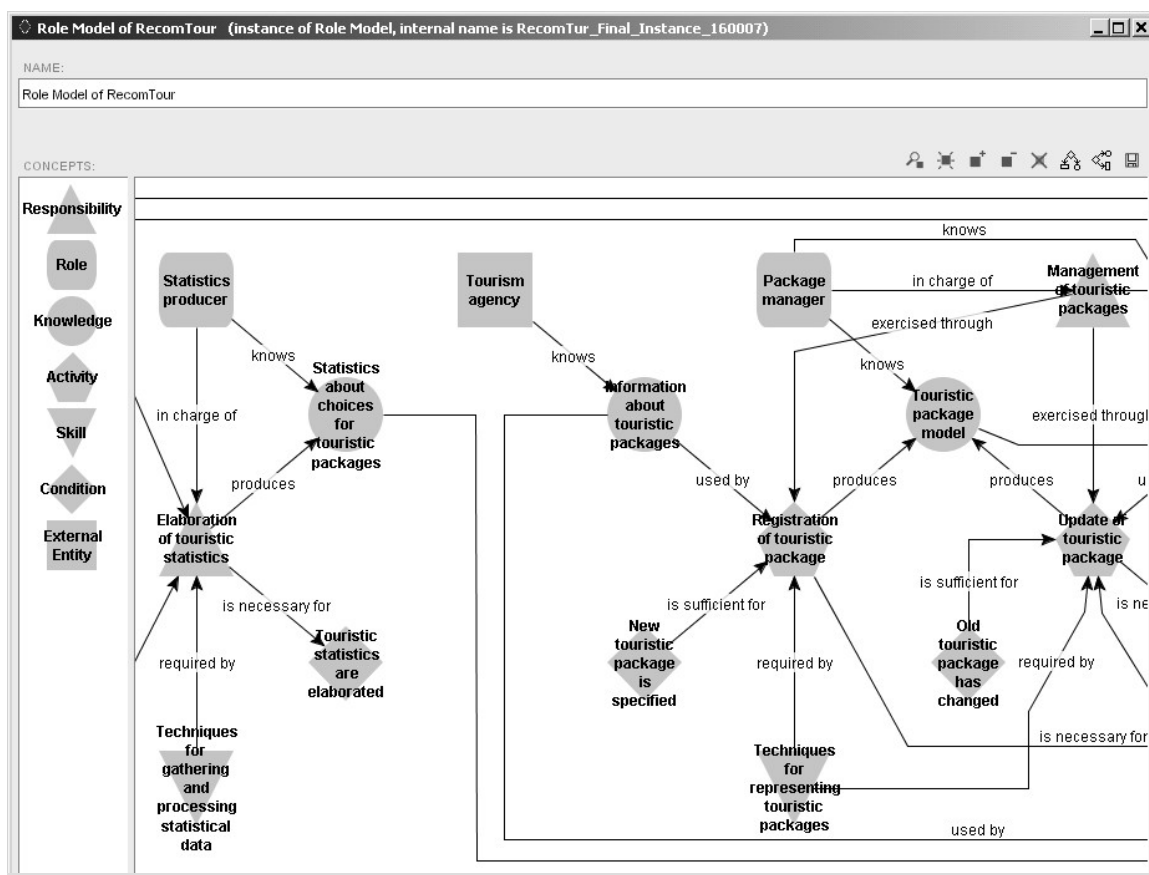 Role Model of RecomTour (instance of Role Model, internal name is RecomTur_Final_Instance_160007)
NAME:
Role Model of RecomTour
CONCEPTS:
Responsibility
Role
Knowledge
Activity
Skill
Condition
External
Entity
knows
Statistics
producer
Tourism
agency
Package
manager
in charge of
Management
of touristic
packages
exercised through
knows
Statistics
about
choices
for
touristic
packages
knows
Information
about
touristic
packages
knows
Touristic
package
model
in charge of
exercised through
produces
used by
produces
produces
u
Elaboration
of touristic
statistics
Registration
of touristic
package
Update of
touristic
package
is necessary for
is sufficient for
is sufficient for
is ne
Touristic
statistics
are
elaborated
New
touristic
package
is
specified
Old
touristic
package
has
changed
required by
required by
required by
is necessary for
Techniques
for
gathering
and
processing
statistical
data
Techniques
for
representing
touristic
packages
used by